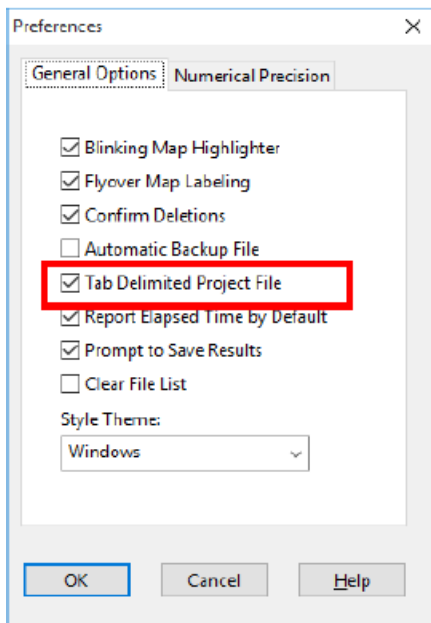 Preferences
General Options Numerical Precision
Blinking Map Highlighter
Flyover Map Labeling
Confirm Deletions
Automatic Backup File
Tab Delimited Project File
Report Elapsed Time by Default
Prompt to Save Results
Clear File List
Style Theme:
Windows
OK Cancel Help